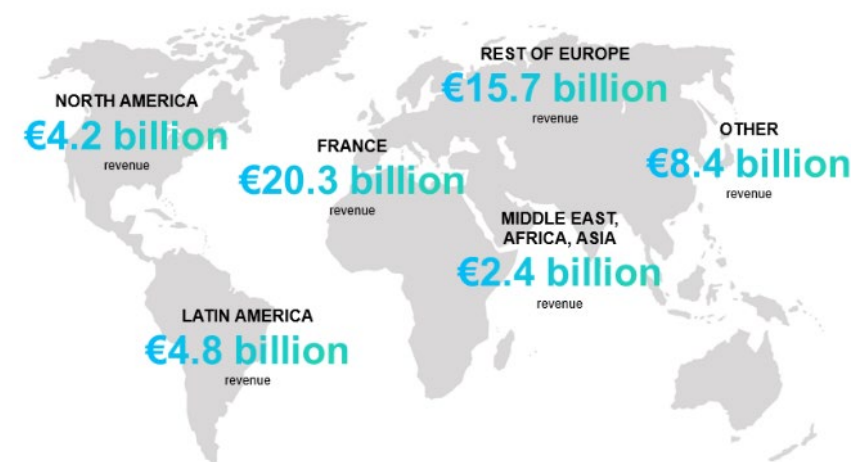 REST OF EUROPE
€15.7 billion
revenue
NORTH AMERICA
€4.2 billion
revenue
FRANCE
€20.3 billion
revenue
OTHER
€8.4 billion
revenue
MIDDLE EAST,
AFRICA, ASIA
€2.4 billion
revenue
LATIN AMERICA
€4.8 billion
revenue